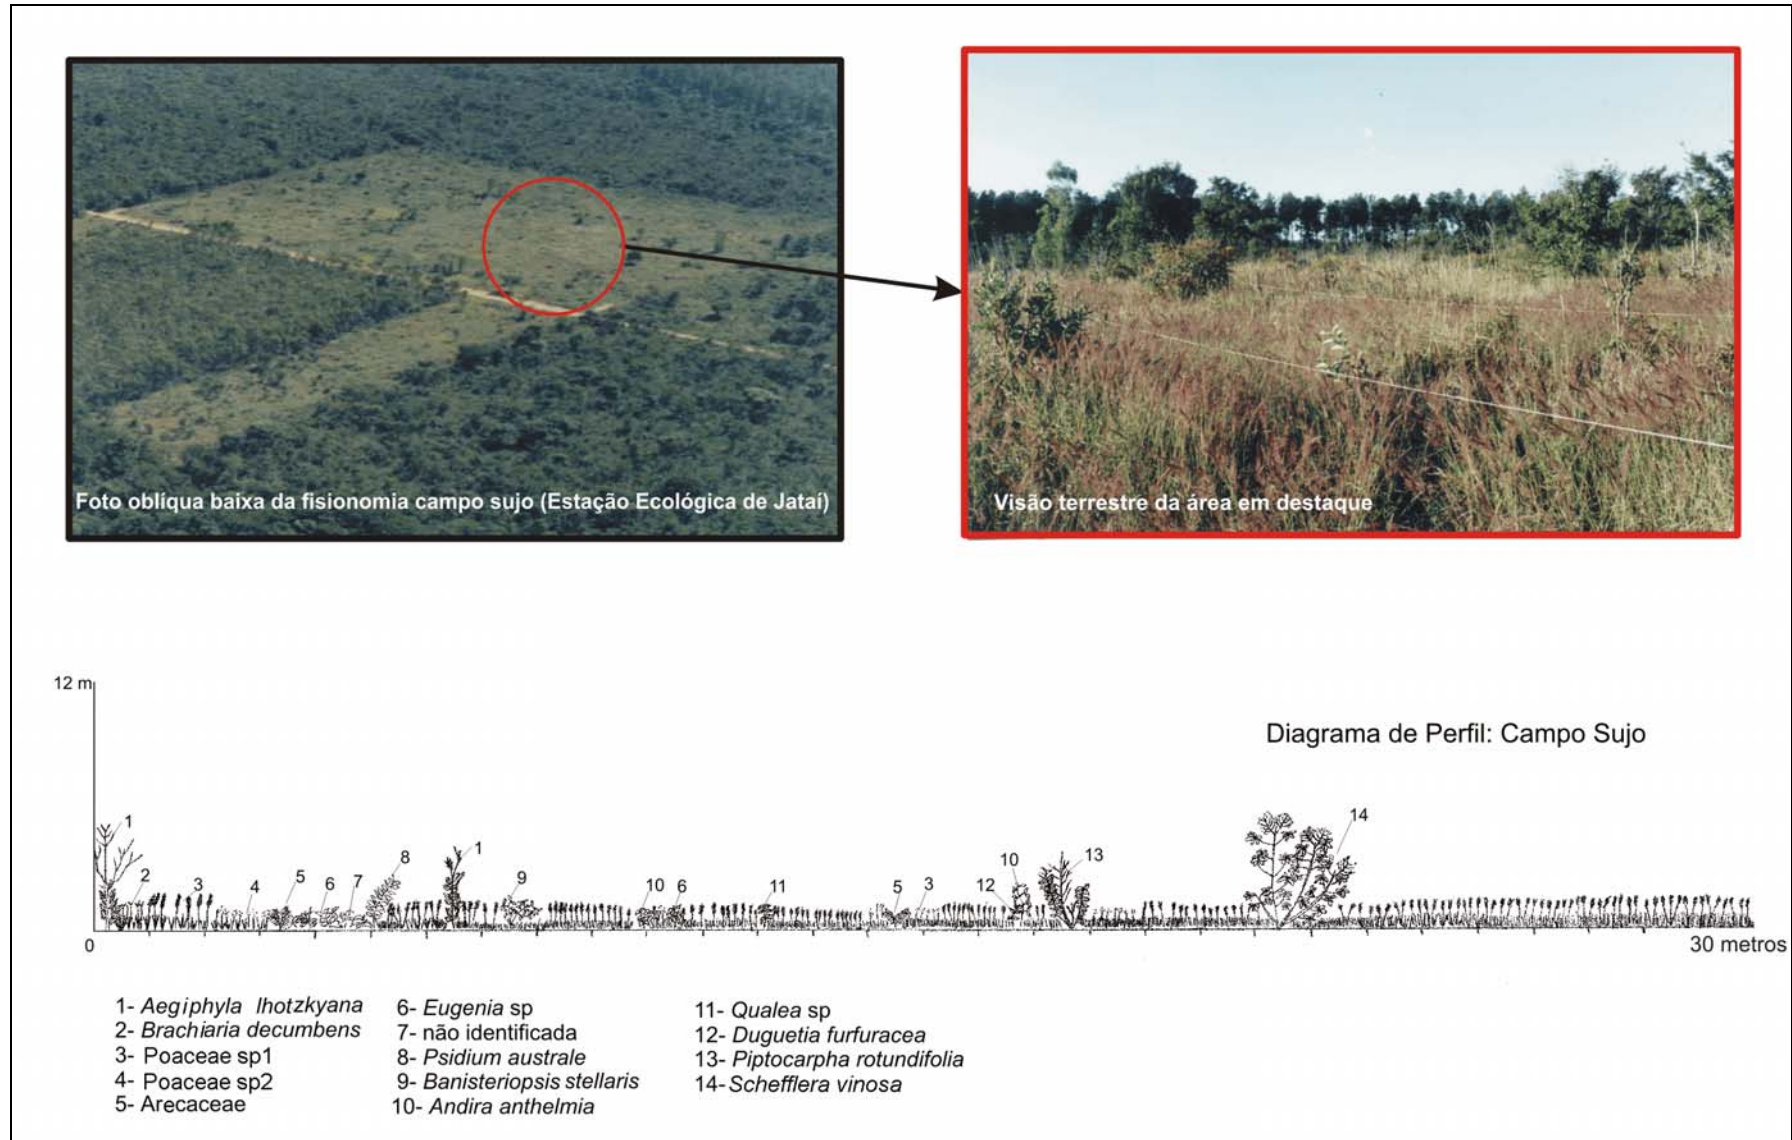 Foto oblíqua baixa da fisionomia campo sujo (Estação Ecológica de Jataí)
Visão terrestre da área em destaque
12 m
Diagrama de Perfil: Campo Sujo
1
2
3
4
5
6
7
8
1
9
10
6
11
5
3
12
10
13
14
0
30 metros
1- Aegiphyla lhotzkyana
2- Brachiaria decumbens
3- Poaceae sp1
4- Poaceae sp2
5- Arecaceae
6- Eugenia sp
7- não identificada
8- Psidium australe
9- Banisteriopsis stellaris
10- Andira anthelmia
11- Qualea sp
12- Duguetia furfuracea
13- Piptocarpha rotundifolia
14- Schefflera vinosa